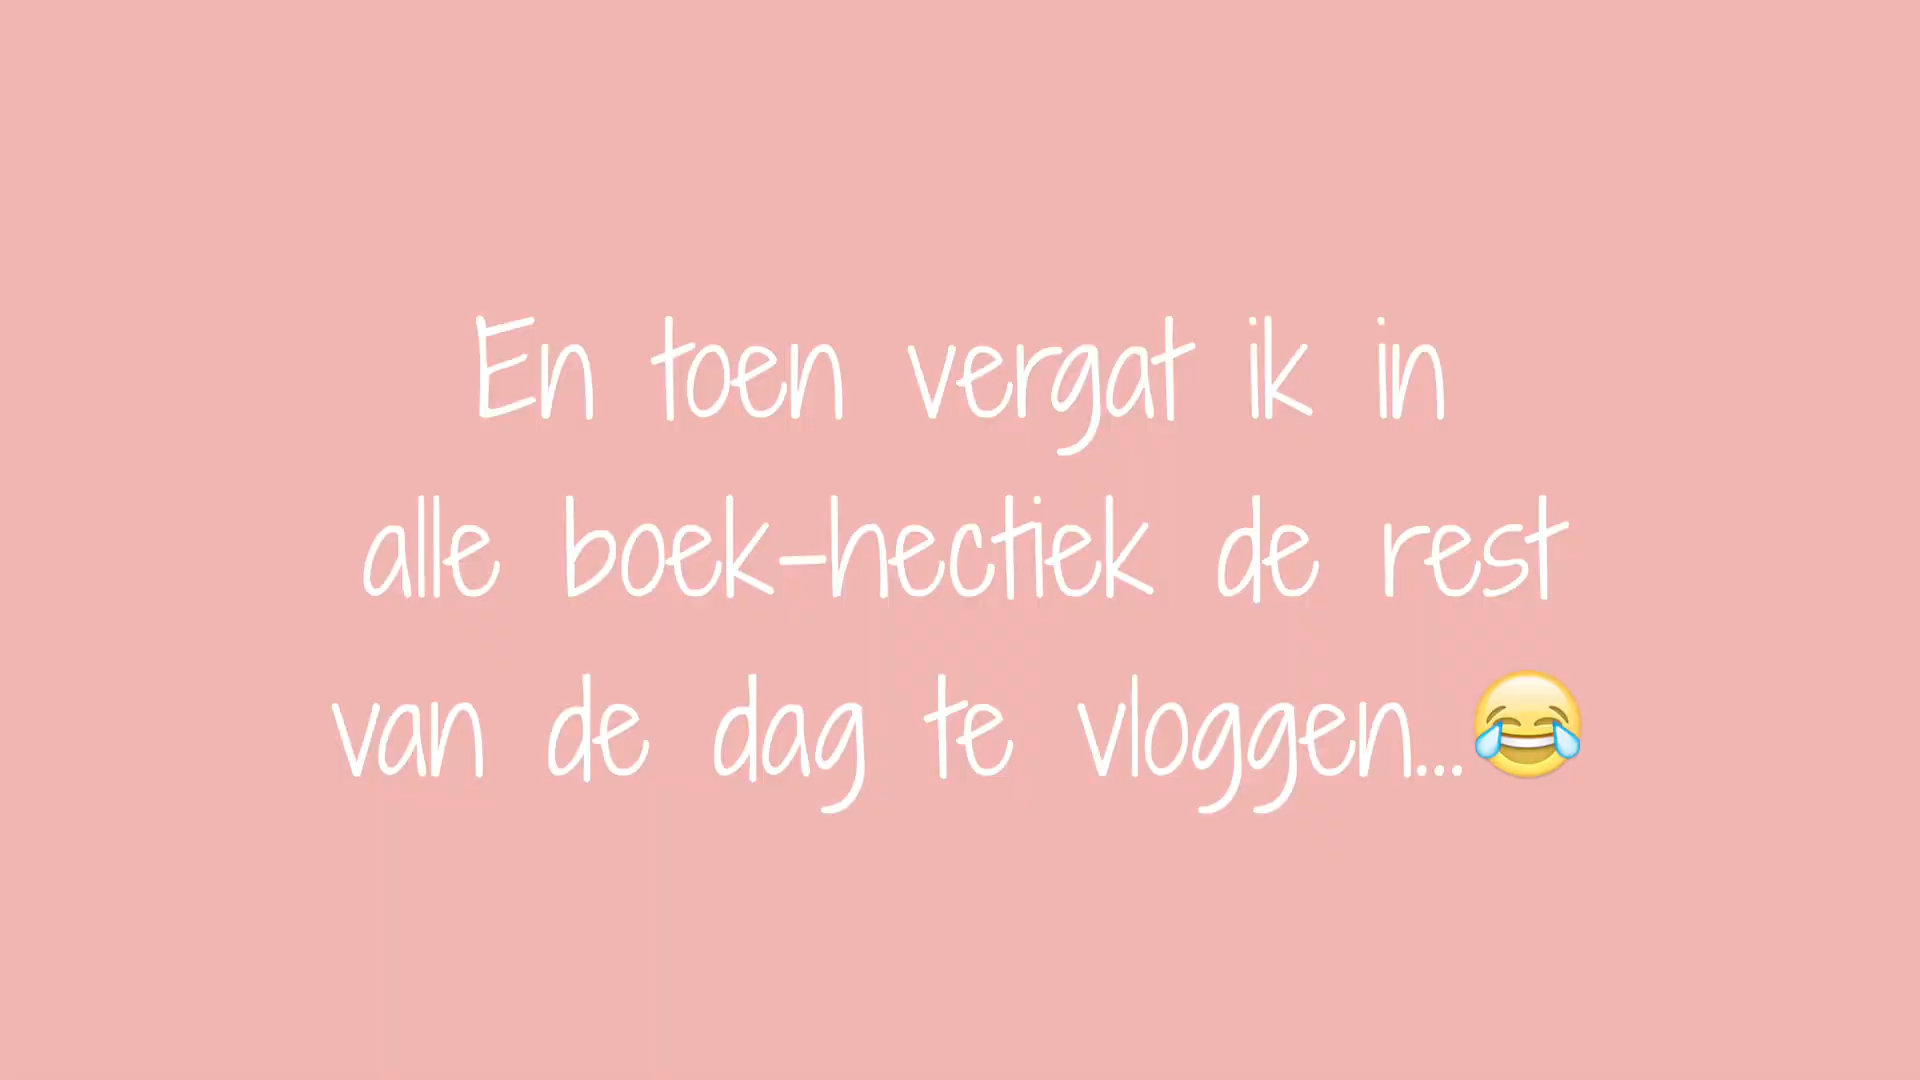 En toen vergat ik in
alle boek-hectiek de rest
van de dag te vloggen...😂